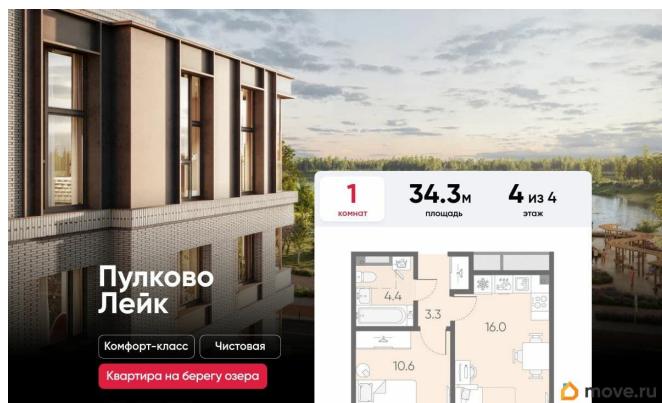 Пулково
Лейк
Комфорт-класс
Чистовая
Квартира на берегу озера
1
комнат
34.3м
площадь
4 из 4
этаж
4.4
3.3
16.0
10.6
move.ru